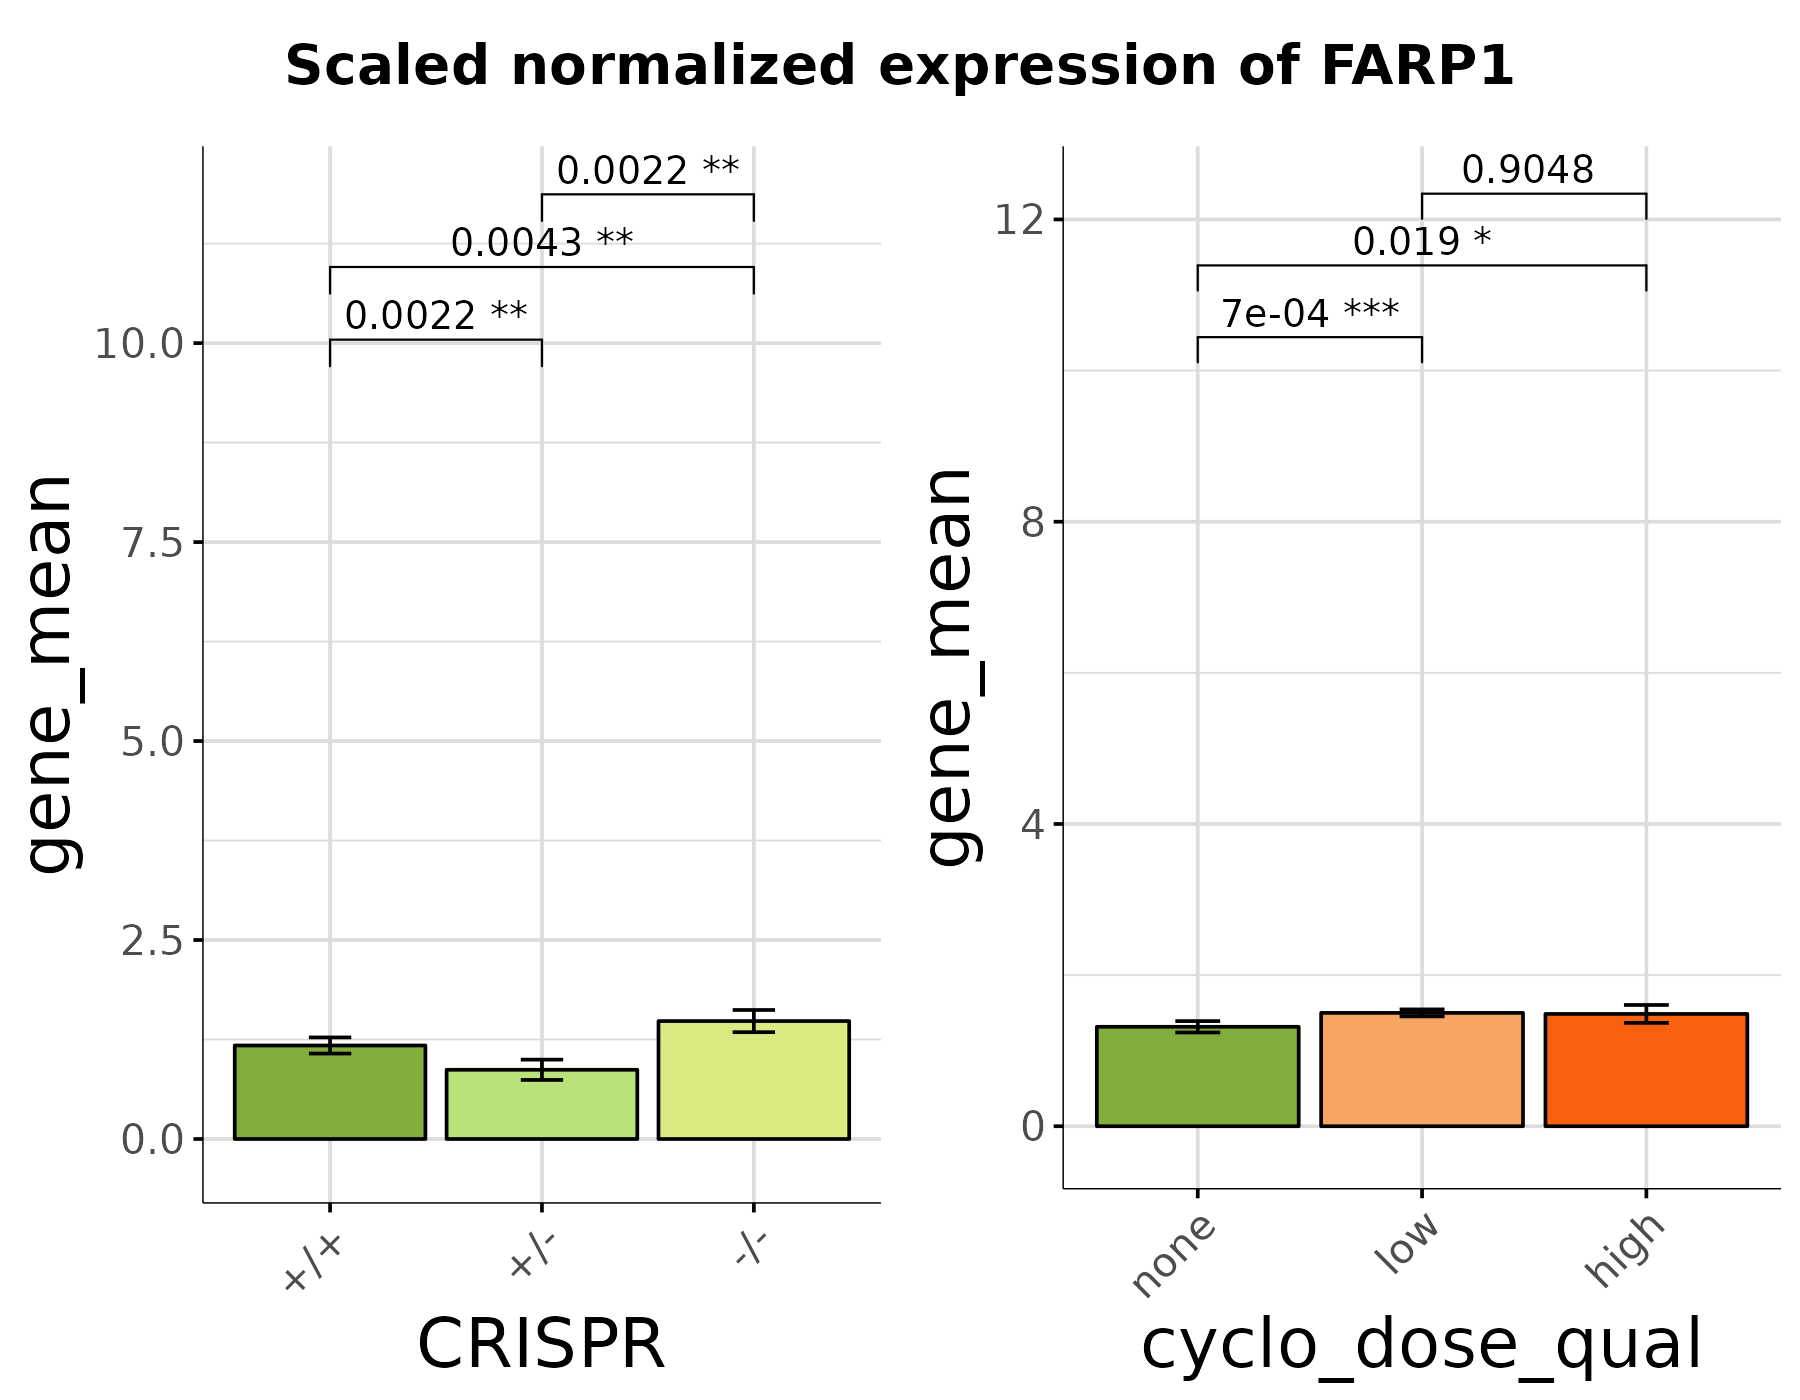 Scaled normalized expression of FARP1
gene_mean
10.0
7.5
5.0
2.5
0.0
0.0022 **
0.0043 **
0.0022 **
+/+
+/-
-/-
CRISPR
gene_mean
12
8
4
0
0.9048
0.019 *
7e-04 ***
none
low
high
cyclo_dose_qual